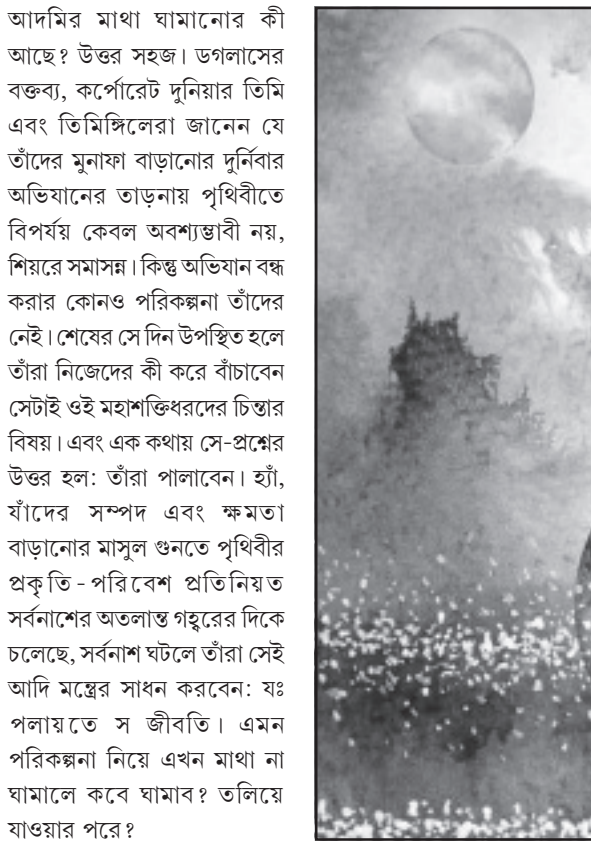 আদমির মাথা ঘামানোর কী
আছে? উত্তর সহজ। ডগলাসের
বক্তব্য, কর্পোরেট দুনিয়ার তিমি
এবং তিমিঙ্গিলেরা জানেন যে
তাঁদের মুনাফা বাড়ানোর দুর্নিবার
অভিযানের তাড়নায় পৃথিবীতে
বিপর্যয় কেবল অবশ্যম্ভাবী নয়,
শিয়রে সমাসন্ন। কিন্তু অভিযান বন্ধ
করার কোনও পরিকল্পনা তাঁদের
নেই। শেষের সে দিন উপস্থিত হলে
তাঁরা নিজেদের কী করে বাঁচাবেন
সেটাই ওই মহাশক্তিধরদের চিন্তার
বিষয়। এবং এক কথায় সে-প্রশ্নের
উত্তর হল: তাঁরা পালাবেন। হ্যাঁ,
যাঁদের সম্পদ এবং ক্ষমতা
বাড়ানোর মাসুল গুনতে পৃথিবীর
প্রকৃতি-পরিবেশ প্রতিনিয়ত
সর্বনাশের অতলান্ত গহ্বরের দিকে
চলেছে, সর্বনাশ ঘটলে তাঁরা সেই
আদি মন্ত্রের সাধন করবেন: যঃ
পলায়তে স জীবতি। এমন
পরিকল্পনা নিয়ে এখন মাথা না
ঘামালে কবে ঘামাব? তলিয়ে
যাওয়ার পরে?